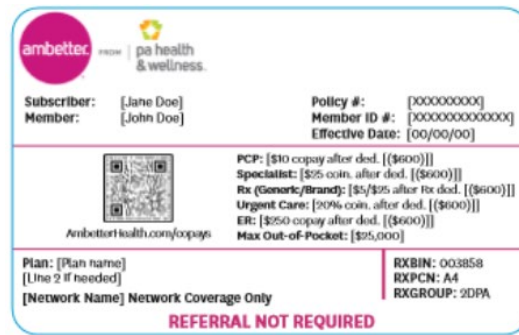 ambetter. FROM pa health & wellness.
Subscriber: [Jane Doe]
Member: [John Doe]
Policy #: [XXXXXXXXX]
Member ID #: [XXXXXXXXXXXXX]
Effective Date: [00/00/00]
AmbetterHealth.com/copays
PCP: [$10 copay after ded. [($600)]]
Specialist: [$25 coin. after ded. [($600)]]
Rx (Generic/Brand): [$5/$25 after Rx ded. [($600)]]
Urgent Care: [20% coin. after ded. [($600)]]
ER: [$250 copay after ded. [($600)]]
Max Out-of-Pocket: [$25,000]
Plan: [Plan name]
[Line 2 if needed]
[Network Name] Network Coverage Only
RXBIN: 003858
RXPCN: A4
RXGROUP: 2DPA
REFERRAL NOT REQUIRED